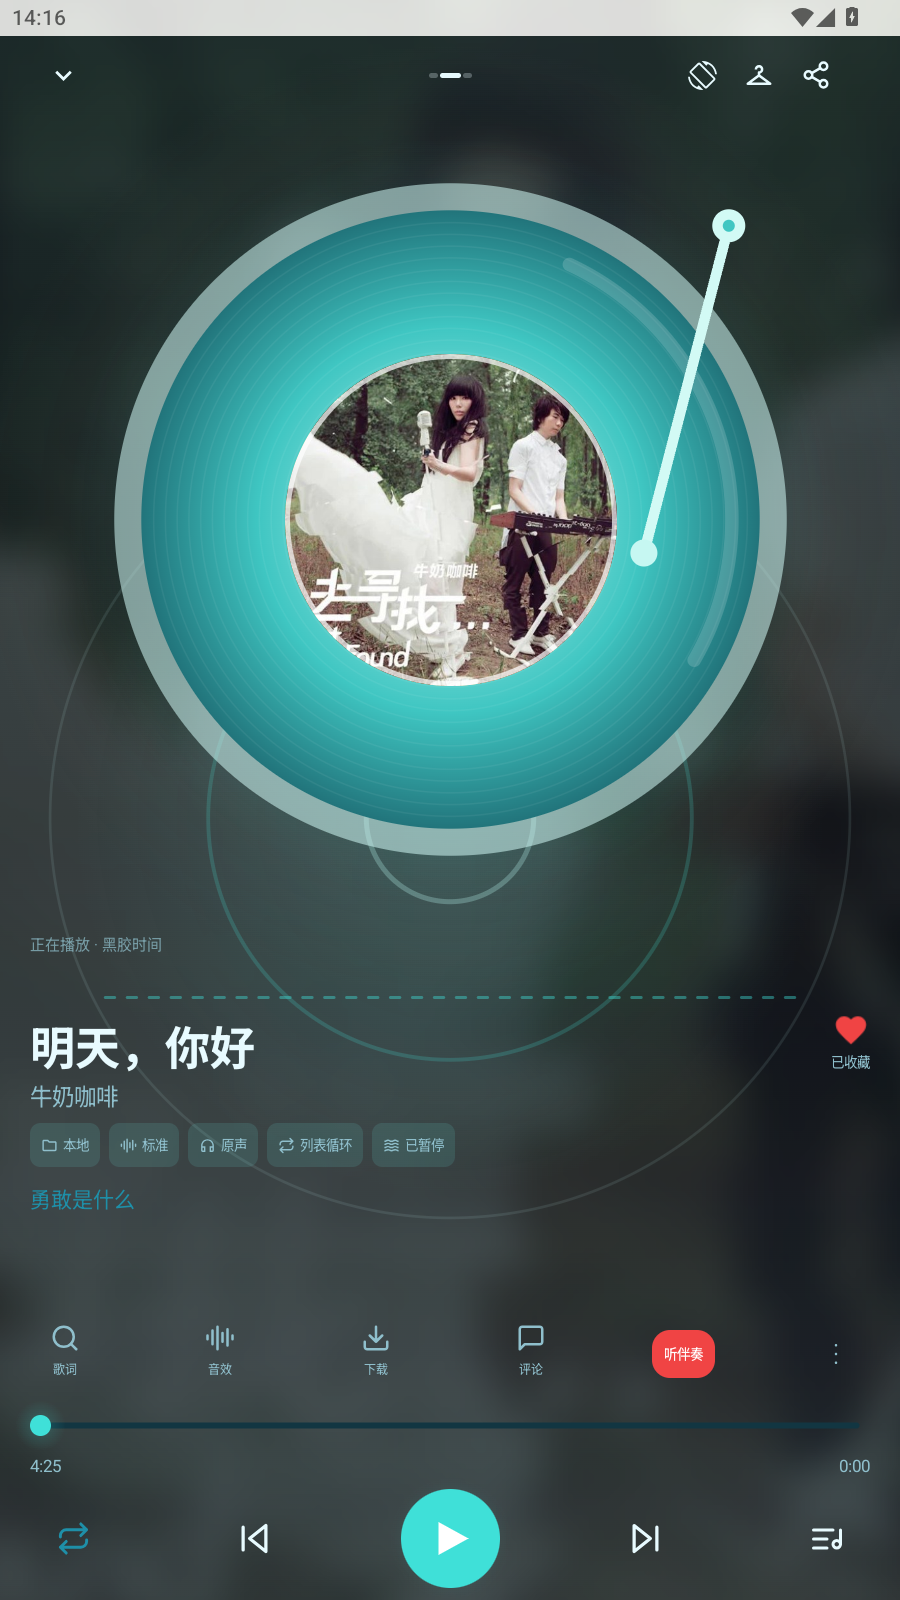 14:16
牛奶咖啡
去寻找...
Found
正在播放 · 黑胶时间
明天，你好
已收藏
牛奶咖啡
本地 标准 原声 列表循环 已暂停
勇敢是什么
歌词 音效 下载 评论 听伴奏
4:25 0:00